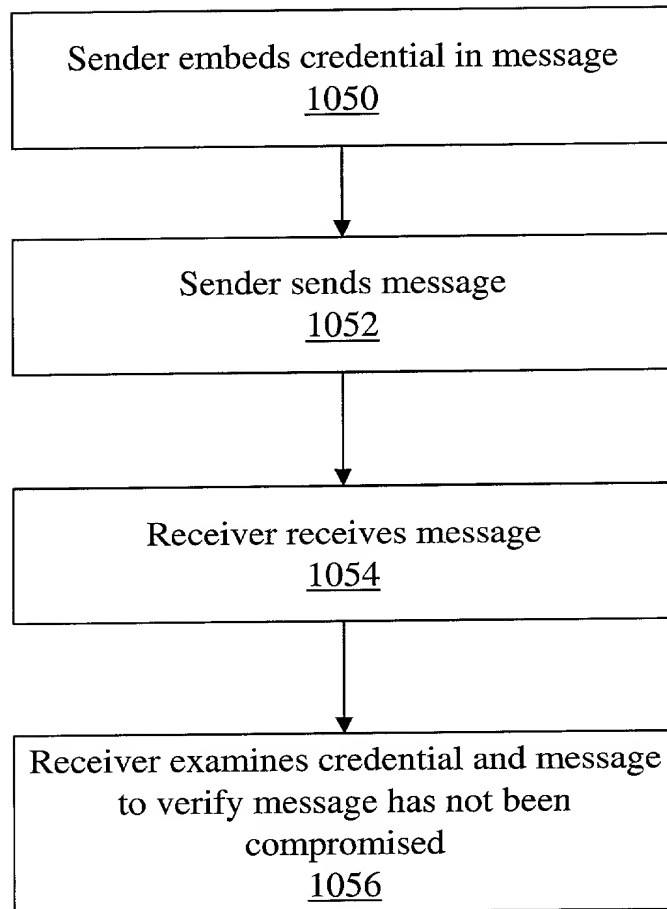 Sender embeds credential in message
1050
Sender sends message
1052
Receiver receives message
1054
Receiver examines credential and message
to verify message has not been
compromised
1056